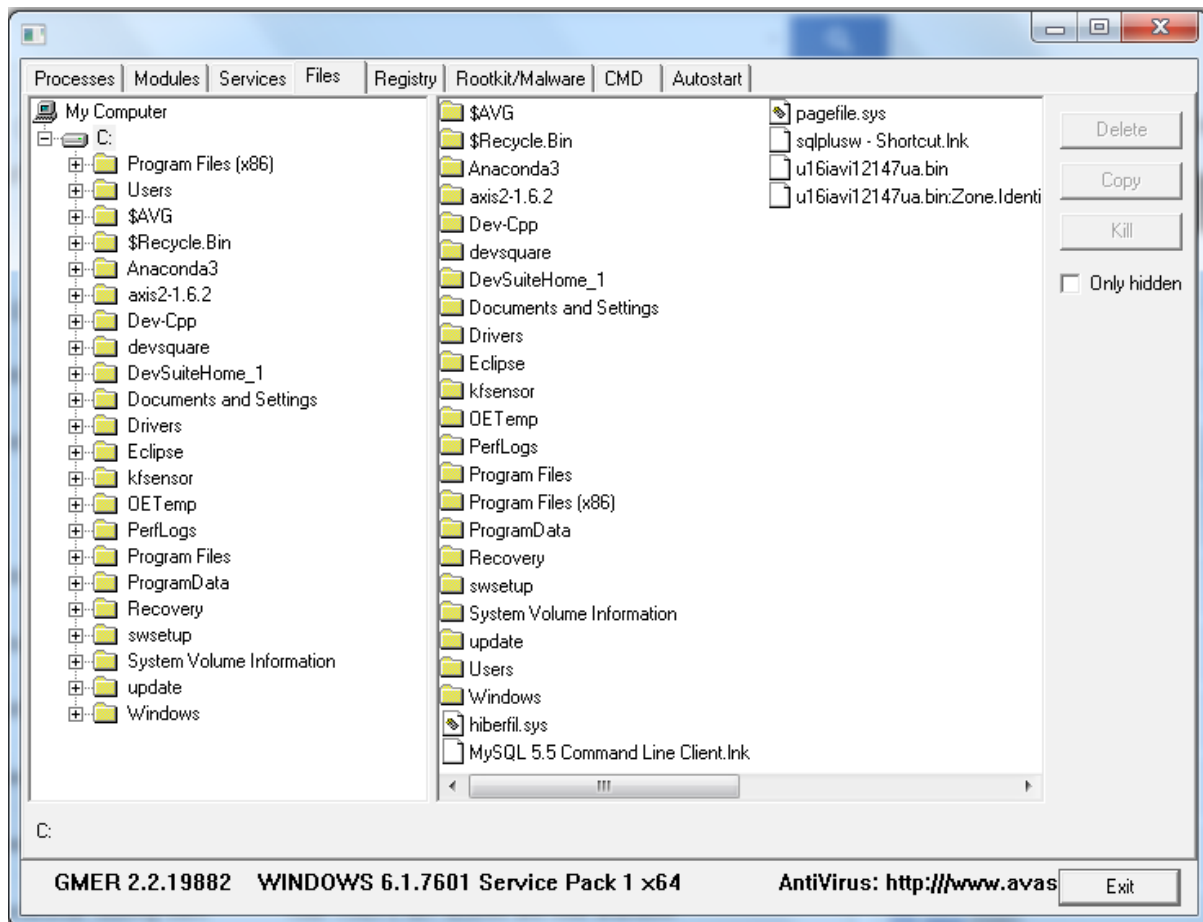 Processes Modules Services Files Registry Rootkit/Malware CMD Autostart
My Computer
C:
Program Files (x86)
Users
$AVG
$Recycle.Bin
Anaconda3
axis2-1.6.2
Dev-Cpp
devsquare
DevSuiteHome_1
Documents and Settings
Drivers
Eclipse
kfsensor
OETemp
PerfLogs
Program Files
ProgramData
Recovery
swsetup
System Volume Information
update
Windows
$AVG
$Recycle.Bin
Anaconda3
axis2-1.6.2
Dev-Cpp
devsquare
DevSuiteHome_1
Documents and Settings
Drivers
Eclipse
kfsensor
OETemp
PerfLogs
Program Files
Program Files (x86)
ProgramData
Recovery
swsetup
System Volume Information
update
Users
Windows
hiberfil.sys
MySQL 5.5 Command Line Client.lnk
pagefile.sys
sqlplusw - Shortcut.lnk
u16iavi12147ua.bin
u16iavi12147ua.bin:Zone.Identi
Delete
Copy
Kill
Only hidden
C:
GMER 2.2.19882 WINDOWS 6.1.7601 Service Pack 1 x64 AntiVirus: http:///www.avas Exit